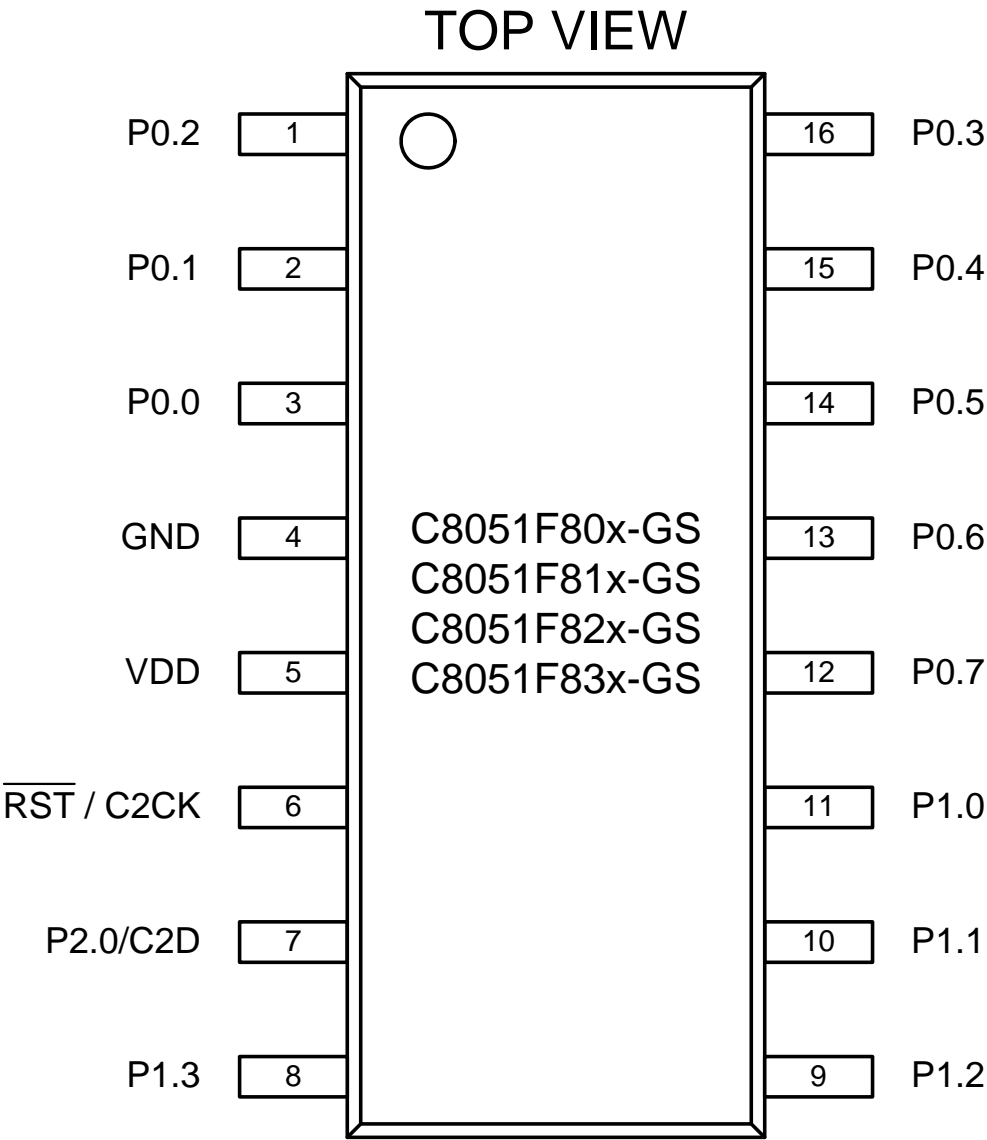 TOP VIEW
P0.2 1 16 P0.3
P0.1 2 15 P0.4
P0.0 3 14 P0.5
GND 4 13 P0.6
C8051F80x-GS
C8051F81x-GS
C8051F82x-GS
C8051F83x-GS
VDD 5 12 P0.7
R̅S̅T̅ / C2CK 6 11 P1.0
P2.0/C2D 7 10 P1.1
P1.3 8 9 P1.2